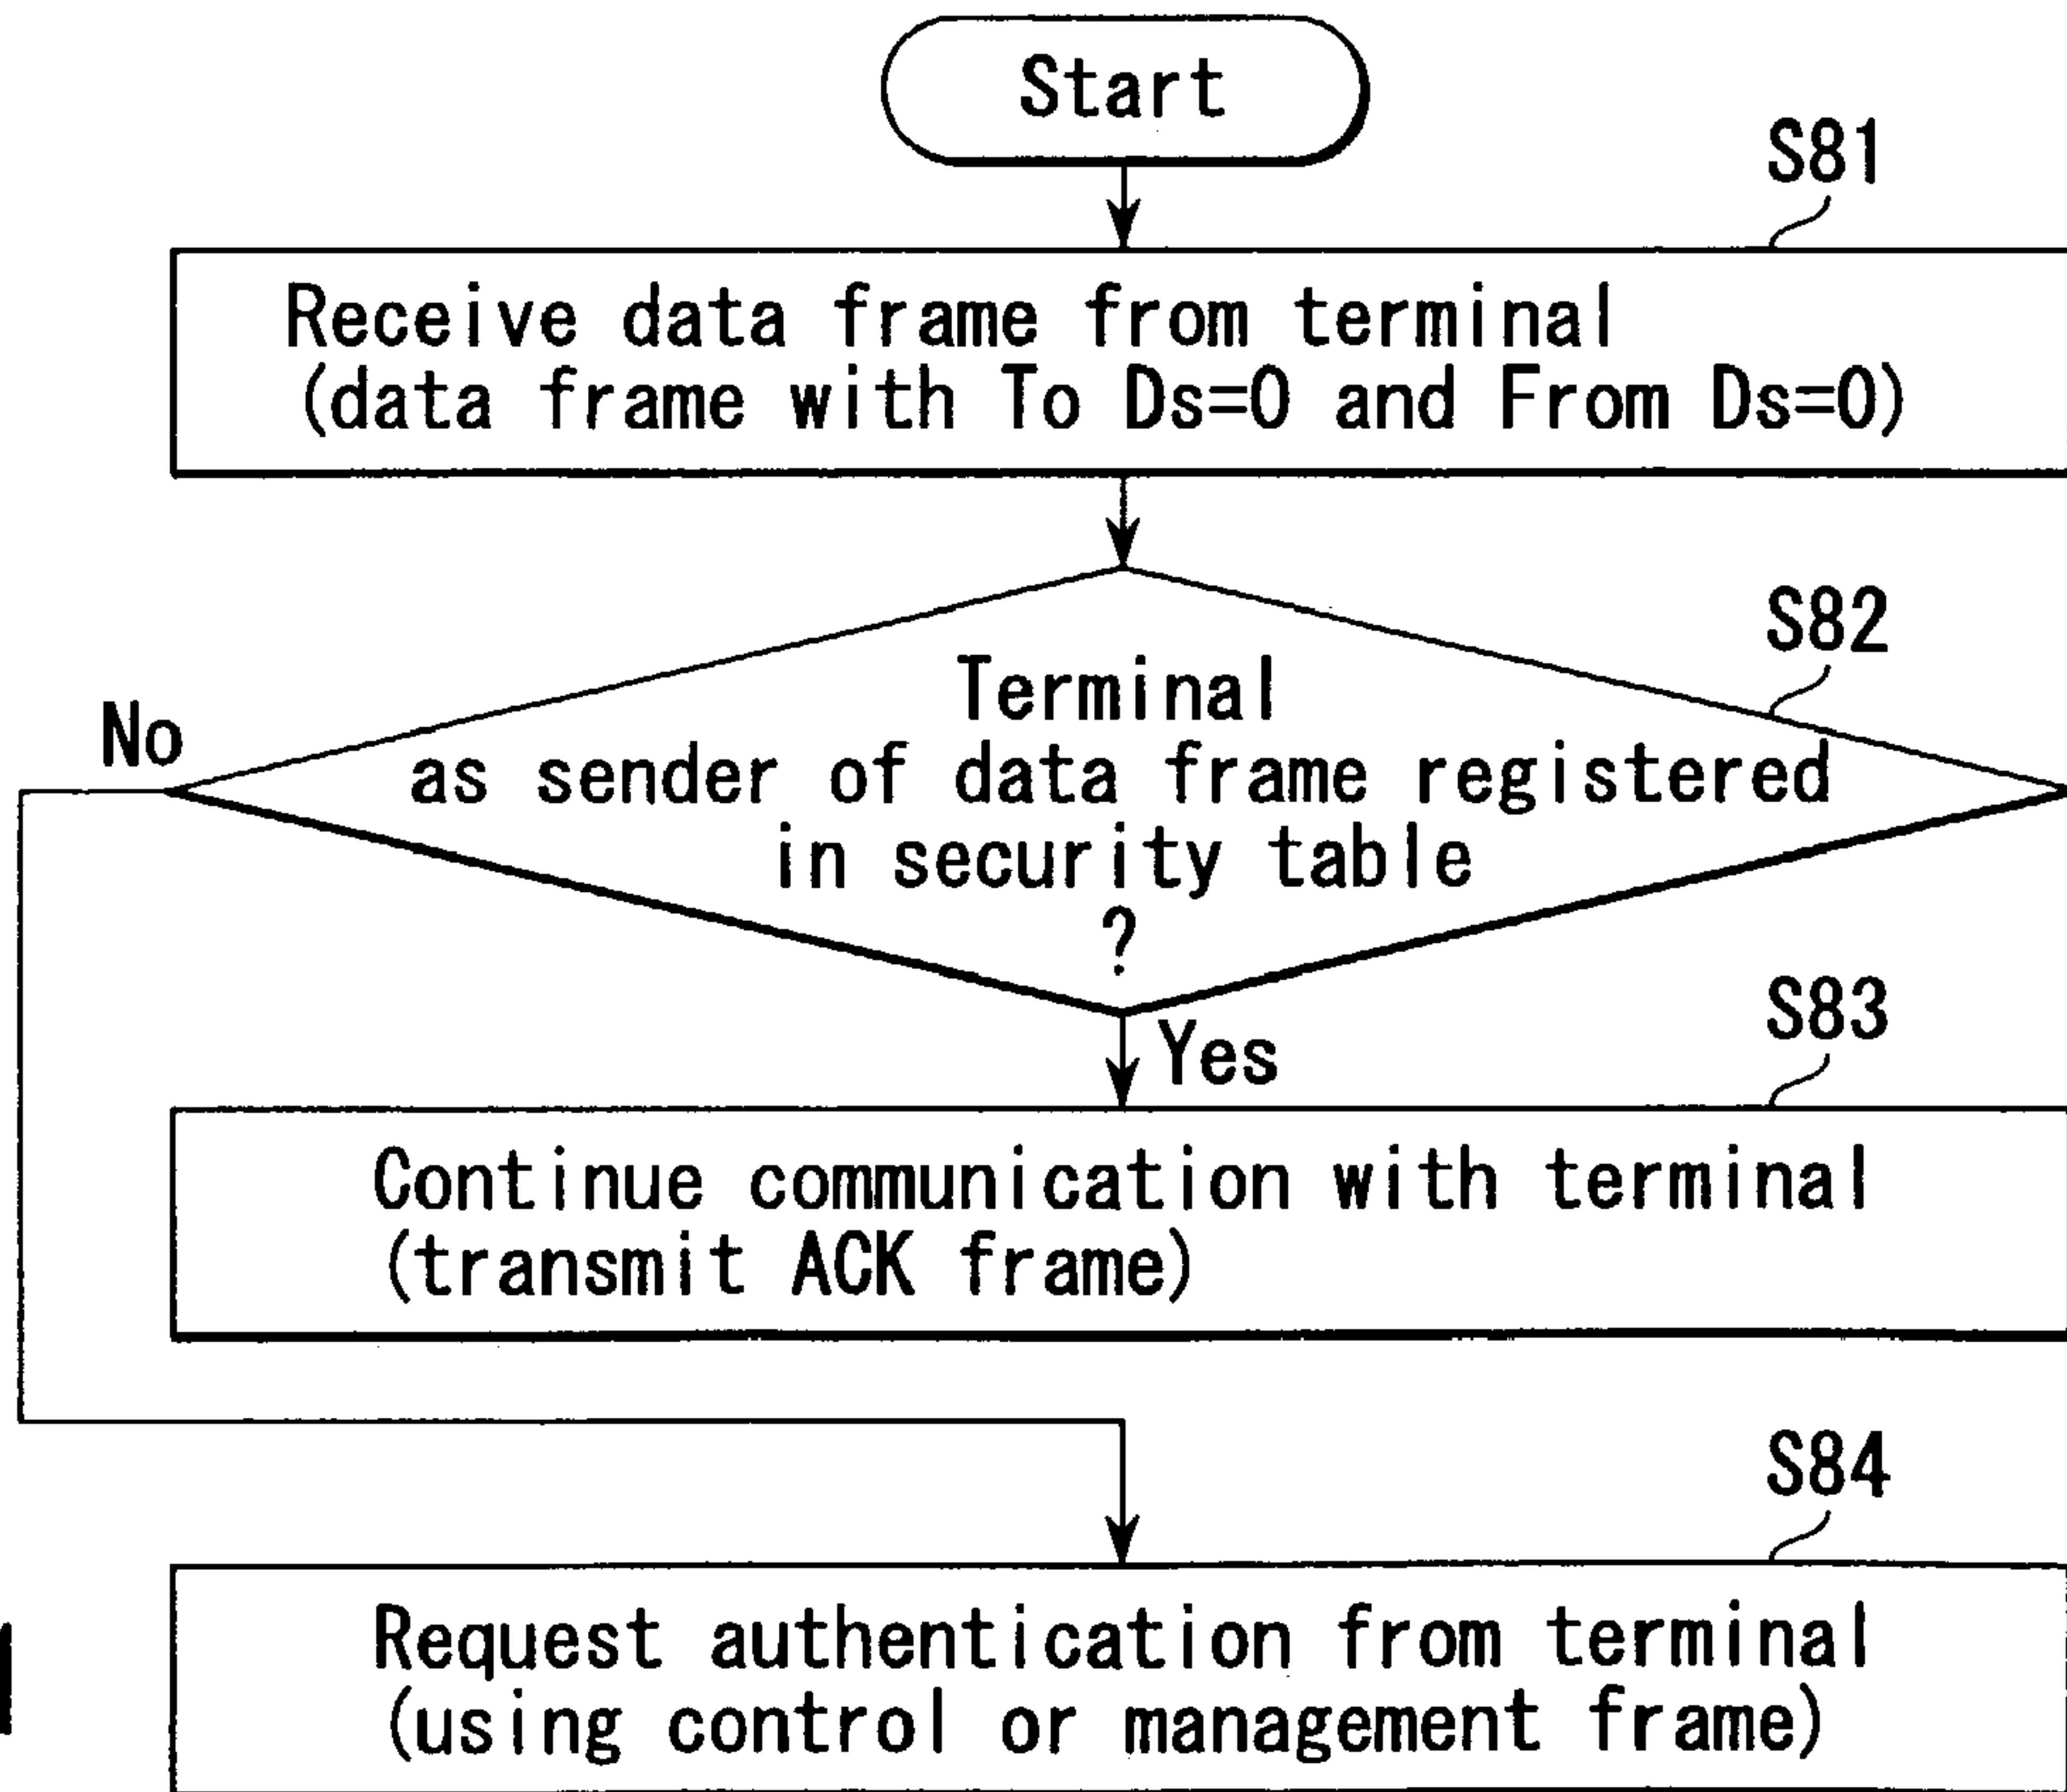 Start
S81
Receive data frame from terminal
(data frame with To Ds=0 and From Ds=0)
S82
No
Terminal
as sender of data frame registered
in security table
?
Yes
S83
Continue communication with terminal
(transmit ACK frame)
S84
Request authentication from terminal
(using control or management frame)